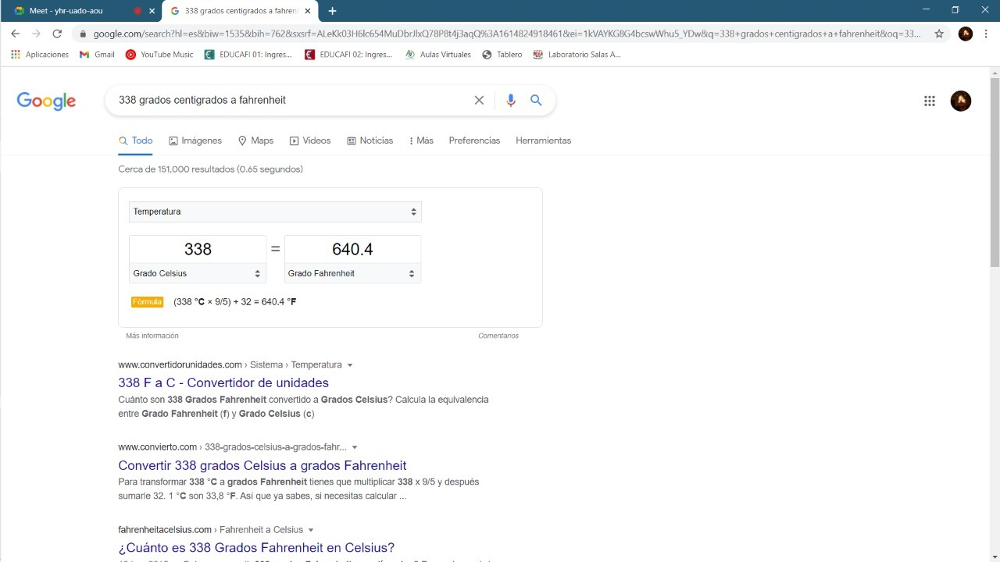 Meet - yhr-uado-aou
338 grados centigrados a fahren
google.com/search?hl=es&biw=1535&bih=762&sxsrf=ALeKk03H6lc654MuDbrJDQ78P8t4j3aqQ%3A1614824918461&ei=1kVAYKG8G4bcswWhu5_YDw&q=338+grados+centigrados+a+fahrenheit&oq=33...
Aplicaciones
Gmail
YouTube Music
EDUCAFI 01: Ingres...
EDUCAFI 02: Ingres...
Aulas Virtuales
Tablero
Laboratorio Salas A...
Google
338 grados centigrados a fahrenheit
Todo
Imágenes
Maps
Videos
Noticias
Más
Preferencias
Herramientas
Cerca de 151,000 resultados (0.65 segundos)
Temperatura
338 = 640.4
Grado Celsius
Grado Fahrenheit
Fórmula (338 °C × 9/5) + 32 = 640.4 °F
Más información
Comentarios
www.convertidorunidades.com › Sistema › Temperatura
338 F a C - Convertidor de unidades
Cuánto son 338 Grados Fahrenheit convertido a Grados Celsius? Calcula la equivalencia
entre Grado Fahrenheit (f) y Grado Celsius (c)
www.convierto.com › 338-grados-celsius-a-grados-fahr...
Convertir 338 grados Celsius a grados Fahrenheit
Para transformar 338 °C a grados Fahrenheit tienes que multiplicar 338 x 9/5 y después
sumarle 32. 1 °C son 33,8 °F. Así que ya sabes, si necesitas calcular ...
fahrenheitacelsius.com › Fahrenheit a Celsius
¿Cuánto es 338 Grados Fahrenheit en Celsius?